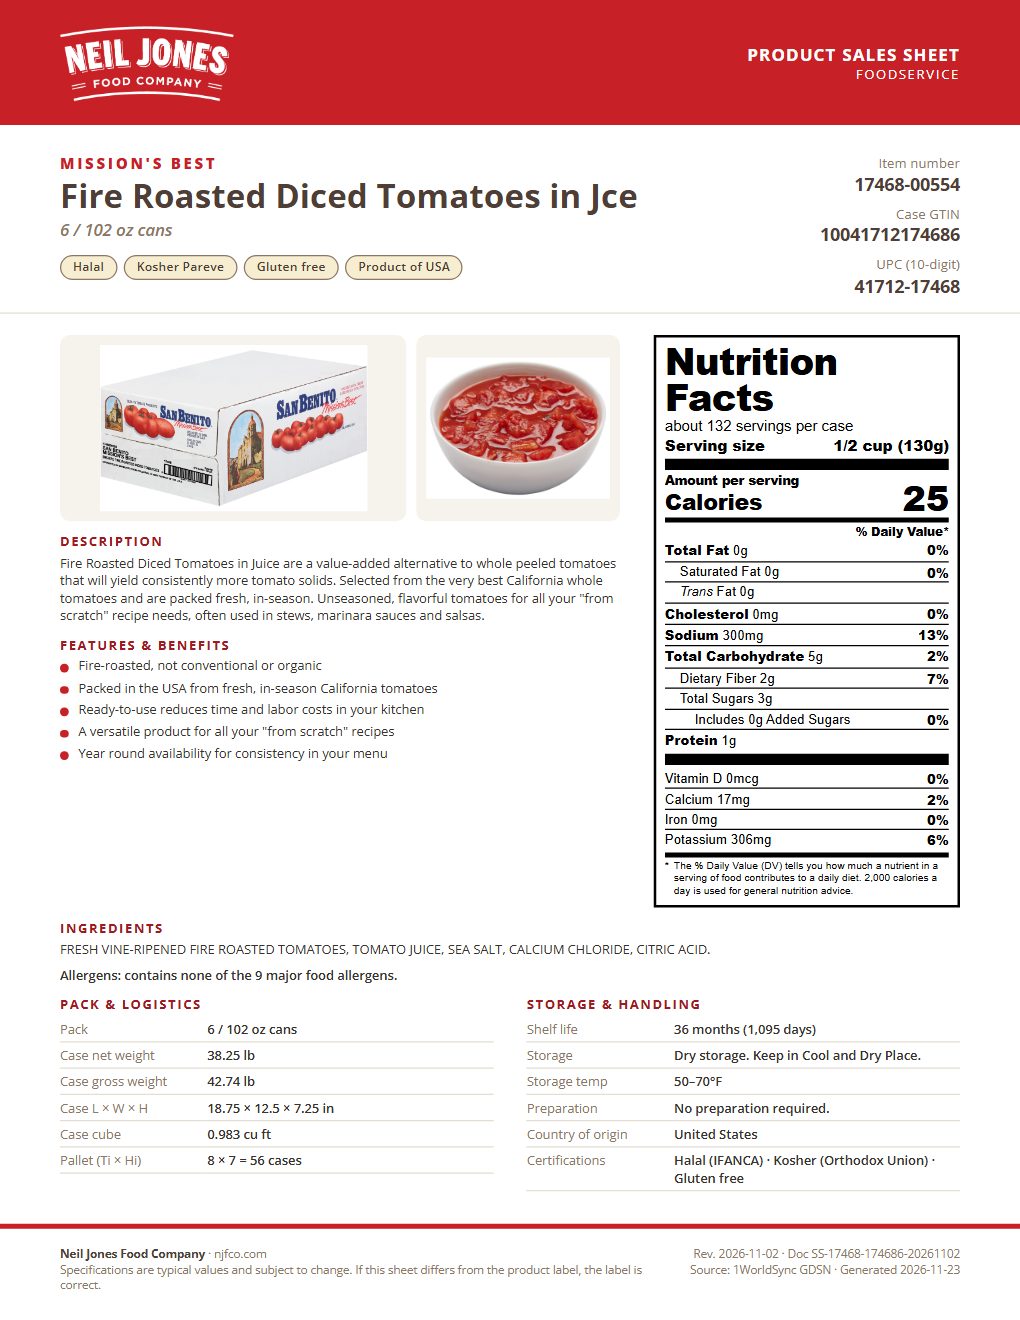 NEIL JONES
FOOD COMPANY
PRODUCT SALES SHEET
FOODSERVICE
MISSION'S BEST
Fire Roasted Diced Tomatoes in Jce
6 / 102 oz cans
Halal
Kosher Pareve
Gluten free
Product of USA
Item number
17468-00554
Case GTIN
10041712174686
UPC (10-digit)
41712-17468
SAN BENITO
Mission's Best
SAN BENITO
Mission's Best
DESCRIPTION
Fire Roasted Diced Tomatoes in Juice are a value-added alternative to whole peeled tomatoes
that will yield consistently more tomato solids. Selected from the very best California whole
tomatoes and are packed fresh, in-season. Unseasoned, flavorful tomatoes for all your "from
scratch" recipe needs, often used in stews, marinara sauces and salsas.
FEATURES & BENEFITS
Fire-roasted, not conventional or organic
Packed in the USA from fresh, in-season California tomatoes
Ready-to-use reduces time and labor costs in your kitchen
A versatile product for all your "from scratch" recipes
Year round availability for consistency in your menu
Nutrition
Facts
about 132 servings per case
Serving size 1/2 cup (130g)
Amount per serving
Calories 25
% Daily Value*
Total Fat 0g 0%
Saturated Fat 0g 0%
Trans Fat 0g
Cholesterol 0mg 0%
Sodium 300mg 13%
Total Carbohydrate 5g 2%
Dietary Fiber 2g 7%
Total Sugars 3g
Includes 0g Added Sugars 0%
Protein 1g
Vitamin D 0mcg 0%
Calcium 17mg 2%
Iron 0mg 0%
Potassium 306mg 6%
* The % Daily Value (DV) tells you how much a nutrient in a
serving of food contributes to a daily diet. 2,000 calories a
day is used for general nutrition advice.
INGREDIENTS
FRESH VINE-RIPENED FIRE ROASTED TOMATOES, TOMATO JUICE, SEA SALT, CALCIUM CHLORIDE, CITRIC ACID.
Allergens: contains none of the 9 major food allergens.
PACK & LOGISTICS
Pack 6 / 102 oz cans
Case net weight 38.25 lb
Case gross weight 42.74 lb
Case L × W × H 18.75 × 12.5 × 7.25 in
Case cube 0.983 cu ft
Pallet (Ti × Hi) 8 × 7 = 56 cases
STORAGE & HANDLING
Shelf life 36 months (1,095 days)
Storage Dry storage. Keep in Cool and Dry Place.
Storage temp 50–70°F
Preparation No preparation required.
Country of origin United States
Certifications Halal (IFANCA) · Kosher (Orthodox Union) ·
Gluten free
Neil Jones Food Company · njfco.com
Specifications are typical values and subject to change. If this sheet differs from the product label, the label is
correct.
Rev. 2026-11-02 · Doc SS-17468-174686-20261102
Source: 1WorldSync GDSN · Generated 2026-11-23